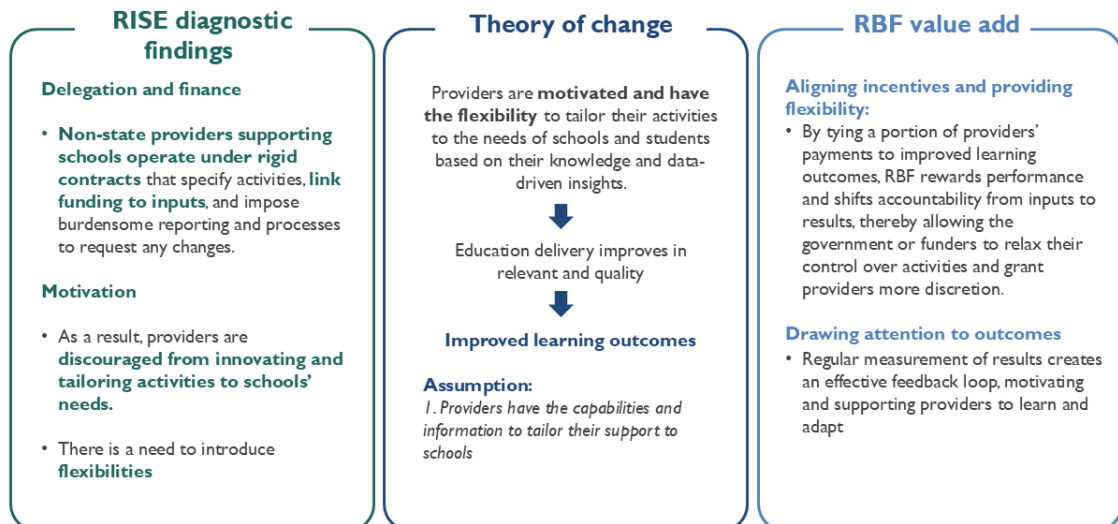 RISE diagnostic
findings
Delegation and finance
• Non-state providers supporting
schools operate under rigid
contracts that specify activities, link
funding to inputs, and impose
burdensome reporting and processes
to request any changes.
Motivation
• As a result, providers are
discouraged from innovating and
tailoring activities to schools'
needs.
• There is a need to introduce
flexibilities
Theory of change
Providers are motivated and have
the flexibility to tailor their activities
to the needs of schools and students
based on their knowledge and data-
driven insights.
Education delivery improves in
relevant and quality
Improved learning outcomes
Assumption:
1. Providers have the capabilities and
information to tailor their support to
schools
RBF value add
Aligning incentives and providing
flexibility:
• By tying a portion of providers'
payments to improved learning
outcomes, RBF rewards performance
and shifts accountability from inputs to
results, thereby allowing the
government or funders to relax their
control over activities and grant
providers more discretion.
Drawing attention to outcomes
• Regular measurement of results creates
an effective feedback loop, motivating
and supporting providers to learn and
adapt